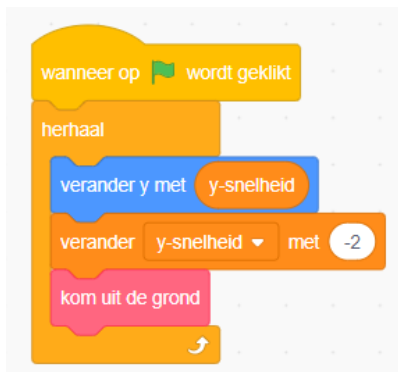 wanneer op wordt geklikt
herhaal
verander y met y-snelheid
verander y-snelheid met -2
kom uit de grond